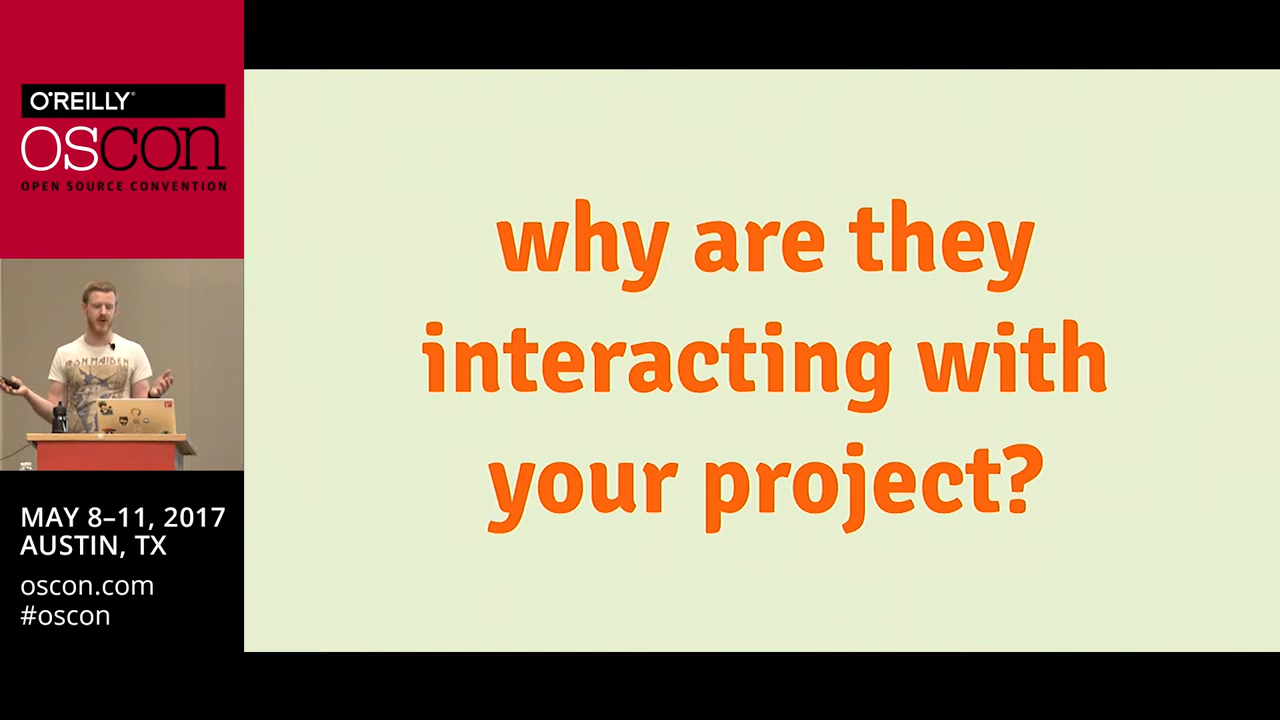 O'REILLY®
OSCON
OPEN SOURCE CONVENTION
IRON MAIDEN
MAY 8–11, 2017
AUSTIN, TX
oscon.com
#oscon
why are they
interacting with
your project?